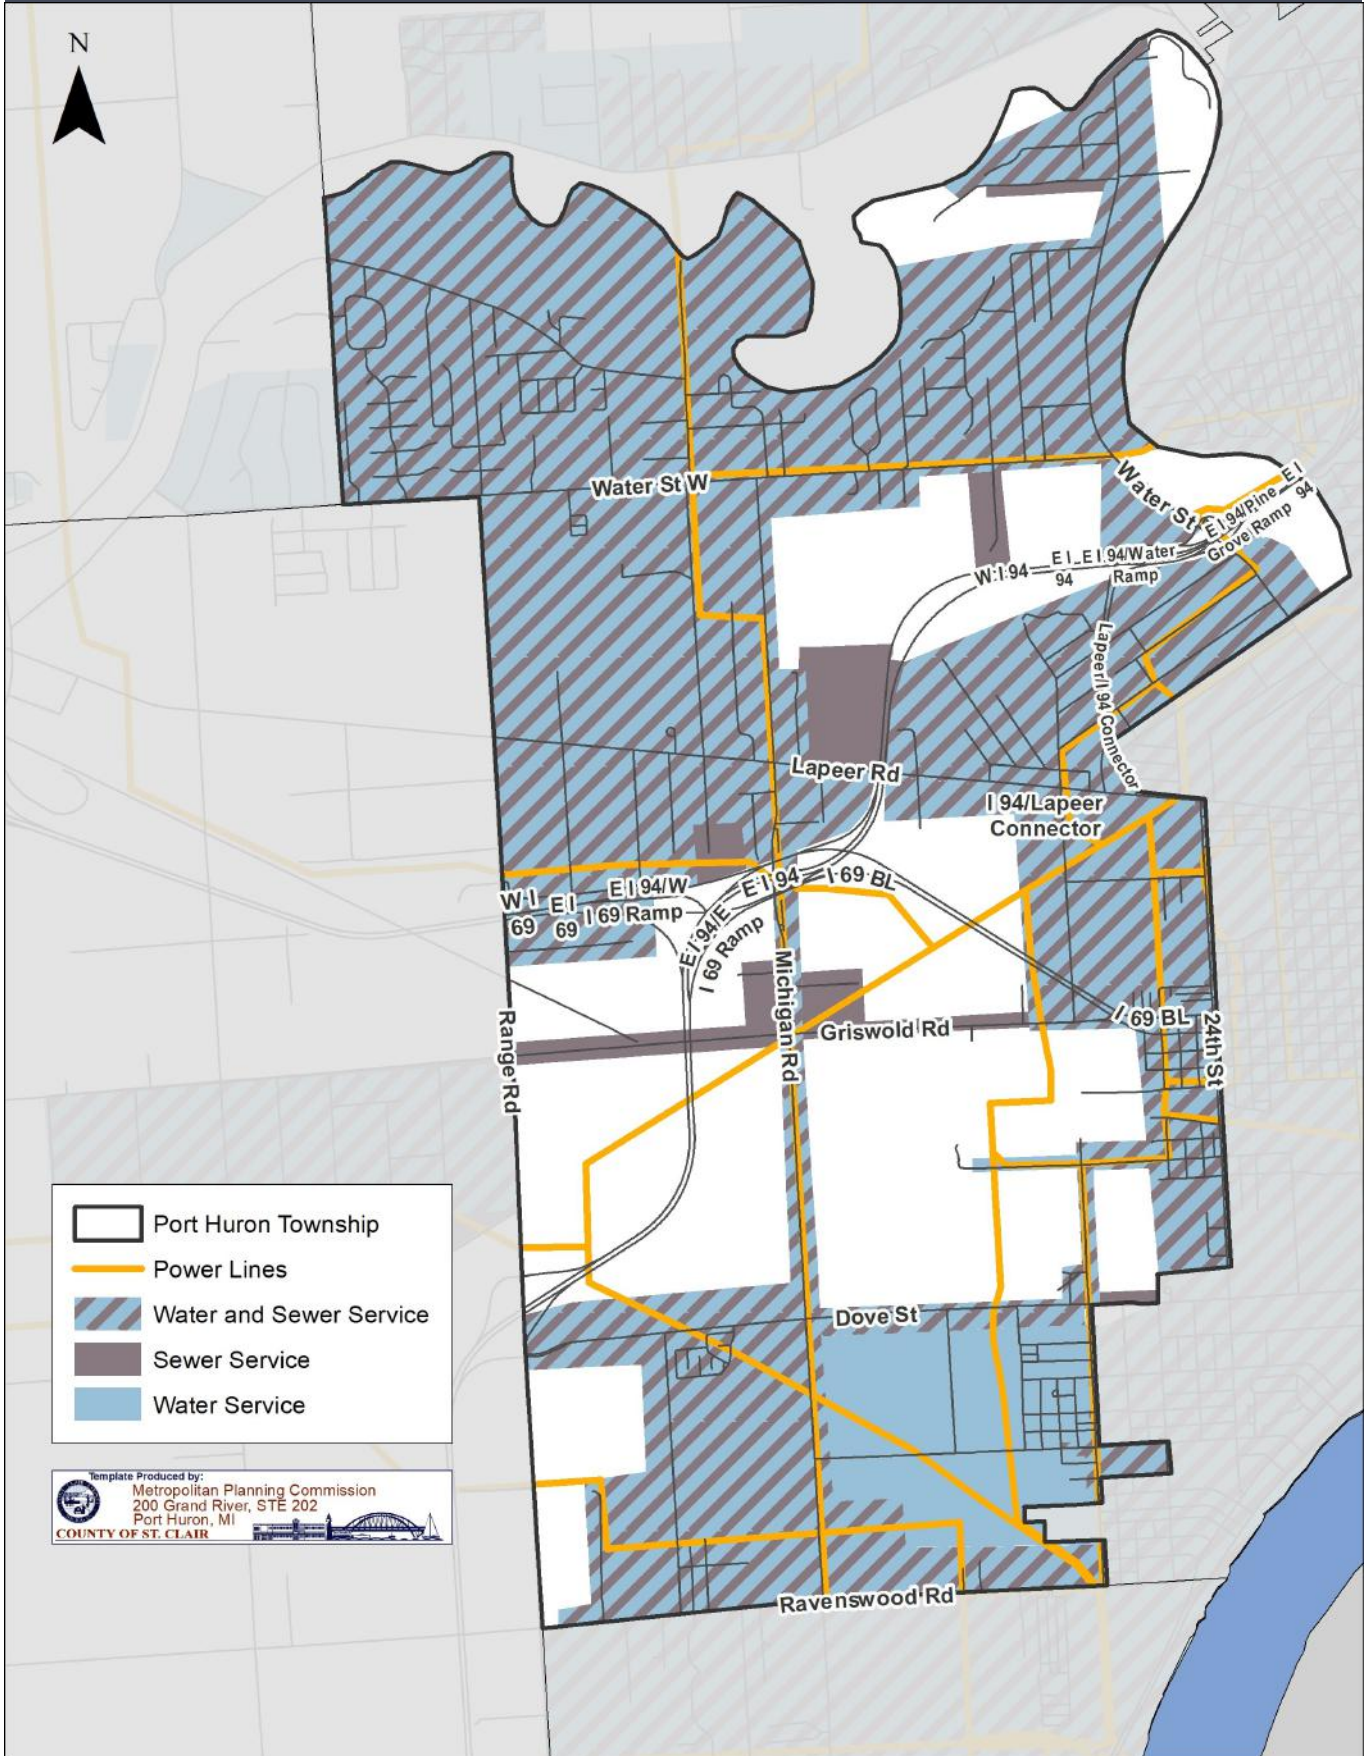 N
Water St W
Water St
E I
94
E I 94/Pine
Grove Ramp
W I 94
E I
94
E I 94/Water
Ramp
Lapeer/I 94 Connector
Lapeer Rd
I 94/Lapeer
Connector
W I
69
E I
69
E I 94/W
I 69 Ramp
E I 94
I 69 BL
E I 94/E
I 69 Ramp
Michigan Rd
Range Rd
Griswold Rd
I 69 BL
24th St
Dove St
Ravenswood Rd
Port Huron Township
Power Lines
Water and Sewer Service
Sewer Service
Water Service
Template Produced by:
Metropolitan Planning Commission
200 Grand River, STE 202
Port Huron, MI
COUNTY OF ST. CLAIR